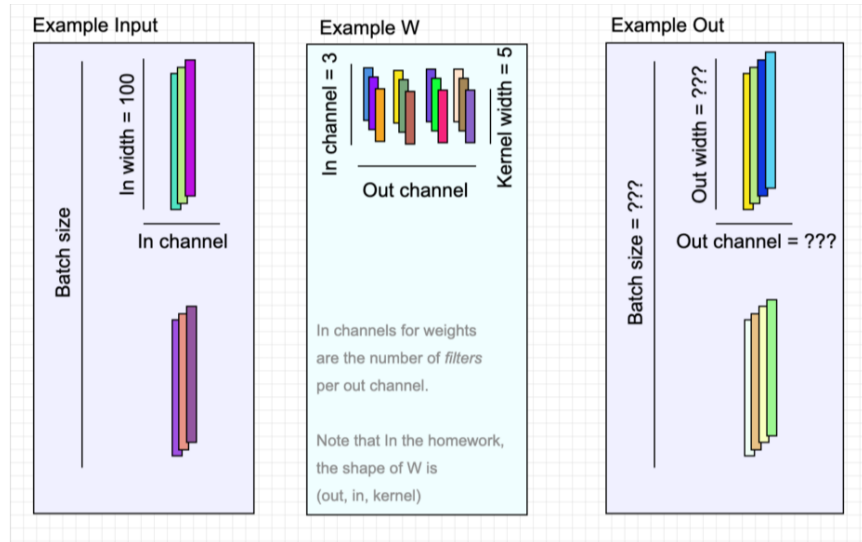 Example Input
Example W
Example Out
In width = 100
Batch size
In channel
In channel = 3
Kernel width = 5
Out channel
In channels for weights
are the number of filters
per out channel.
Note that In the homework,
the shape of W is
(out, in, kernel)
Out width = ???
Batch size = ???
Out channel = ???